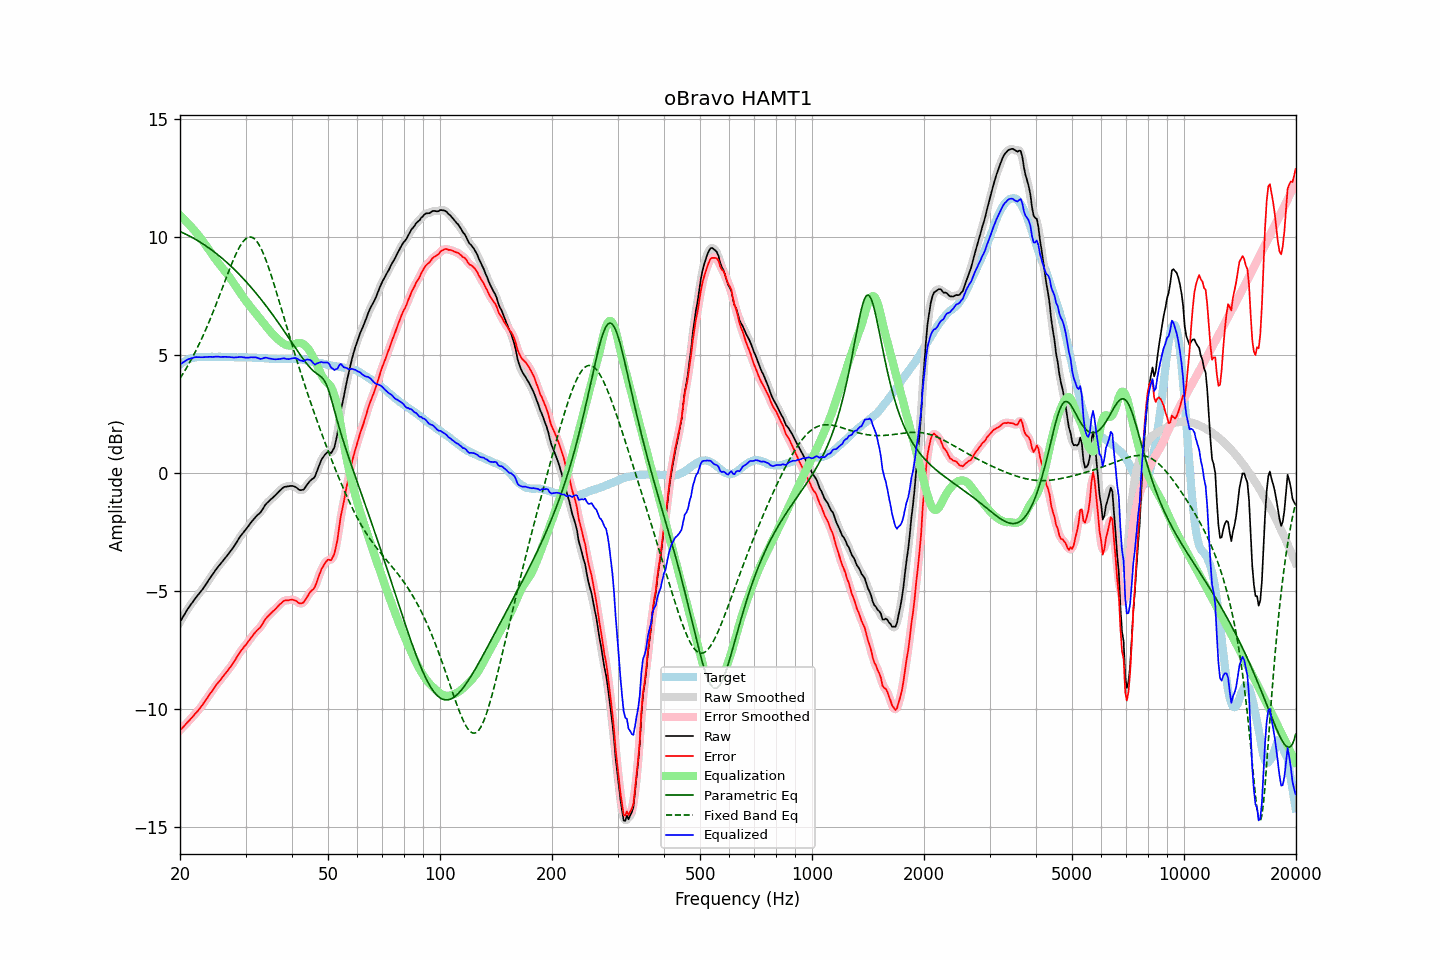 oBravo HAMT1
Amplitude (dBr)
15
10
5
0
−5
−10
−15
Target
Raw Smoothed
Error Smoothed
Raw
Error
Equalization
Parametric Eq
Fixed Band Eq
Equalized
20 50 100 200 500 1000 2000 5000 10000 20000
Frequency (Hz)